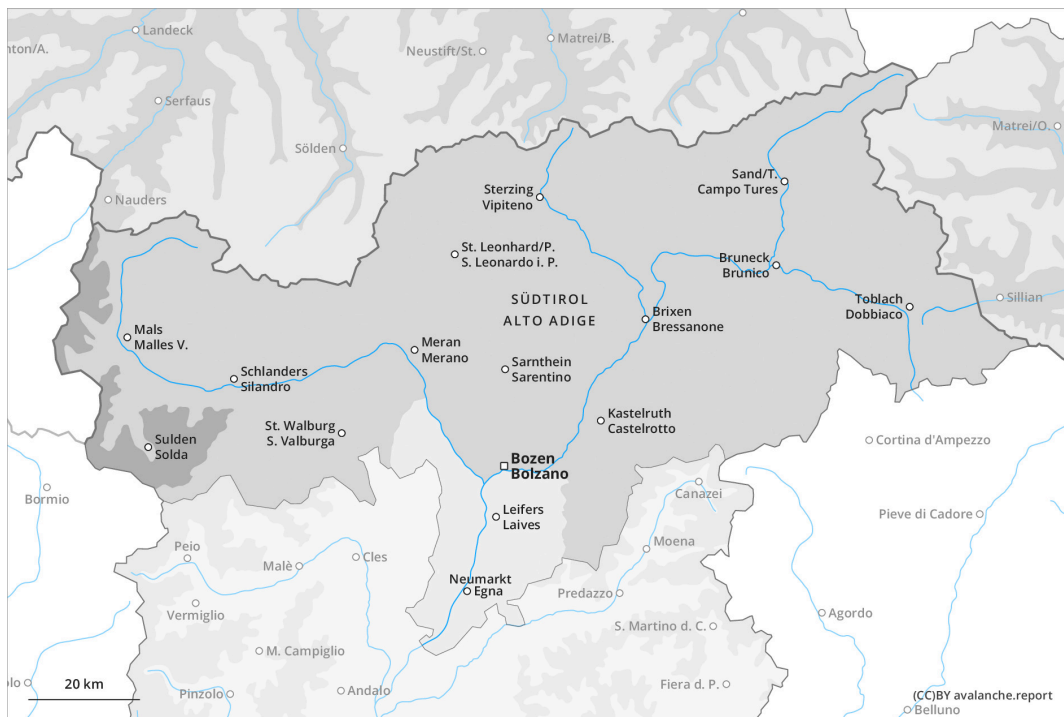 Landeck
nton/A.
Neustift/St.
Matrei/B.
Serfaus
Matrei/O.
Sölden
Sand/T.
Campo Tures
Sterzing
Vipiteno
Nauders
St. Leonhard/P.
S. Leonardo i. P.
Bruneck
Brunico
SÜDTIROL
ALTO ADIGE
Toblach
Dobbiaco
Sillian
Brixen
Bressanone
Mals
Malles V.
Meran
Merano
Sarnthein
Sarentino
Schlanders
Silandro
Kastelruth
Castelrotto
St. Walburg
S. Valburga
Sulden
Solda
Cortina d'Ampezzo
Bozen
Bolzano
Bormio
Canazei
Leifers
Laives
Pieve di Cadore
Moena
Peio
Malè
Cles
Neumarkt
Egna
Predazzo
Vermiglio
Agordo
S. Martino d. C.
M. Campiglio
olo
20 km
Pinzolo
Andalo
Fiera d. P.
(CC)BY avalanche.report
Belluno